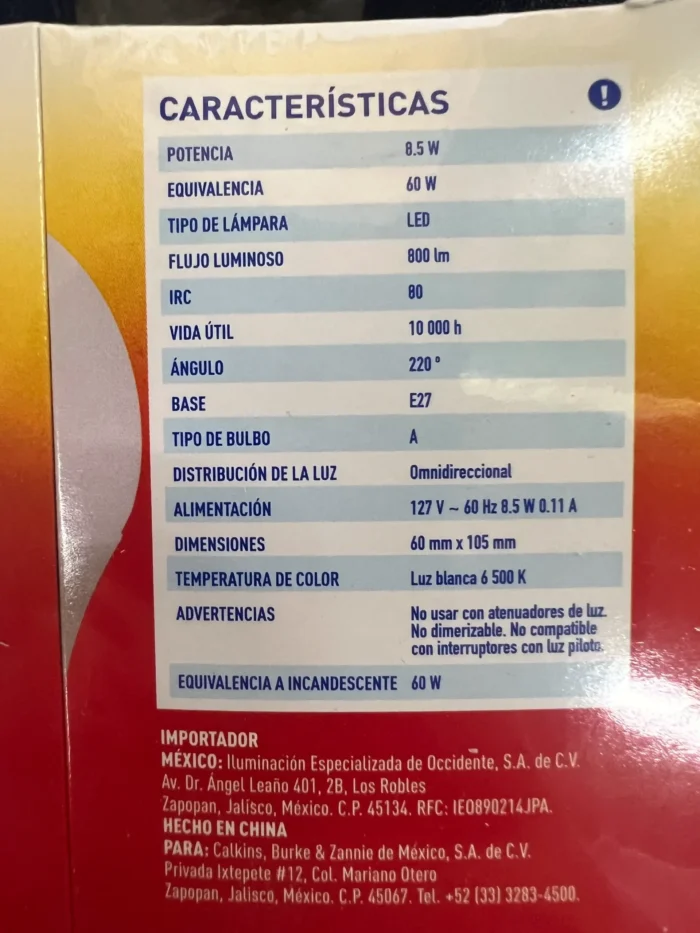 CARACTERÍSTICAS !
POTENCIA 8.5 W
EQUIVALENCIA 60 W
TIPO DE LÁMPARA LED
FLUJO LUMINOSO 800 lm
IRC 80
VIDA ÚTIL 10 000 h
ÁNGULO 220 °
BASE E27
TIPO DE BULBO A
DISTRIBUCIÓN DE LA LUZ Omnidireccional
ALIMENTACIÓN 127 V ~ 60 Hz 8.5 W 0.11 A
DIMENSIONES 60 mm x 105 mm
TEMPERATURA DE COLOR Luz blanca 6 500 K
ADVERTENCIAS No usar con atenuadores de luz.
No dimerizable. No compatible
con interruptores con luz piloto.
EQUIVALENCIA A INCANDESCENTE 60 W
IMPORTADOR
MÉXICO: Iluminación Especializada de Occidente, S.A. de C.V.
Av. Dr. Ángel Leaño 401, 2B, Los Robles
Zapopan, Jalisco, México. C.P. 45134. RFC: IEO890214JPA.
HECHO EN CHINA
PARA: Calkins, Burke & Zannie de México, S.A. de C.V.
Privada Ixtepete #12, Col. Mariano Otero
Zapopan, Jalisco, México. C.P. 45067. Tel. +52 (33) 3283-4500.